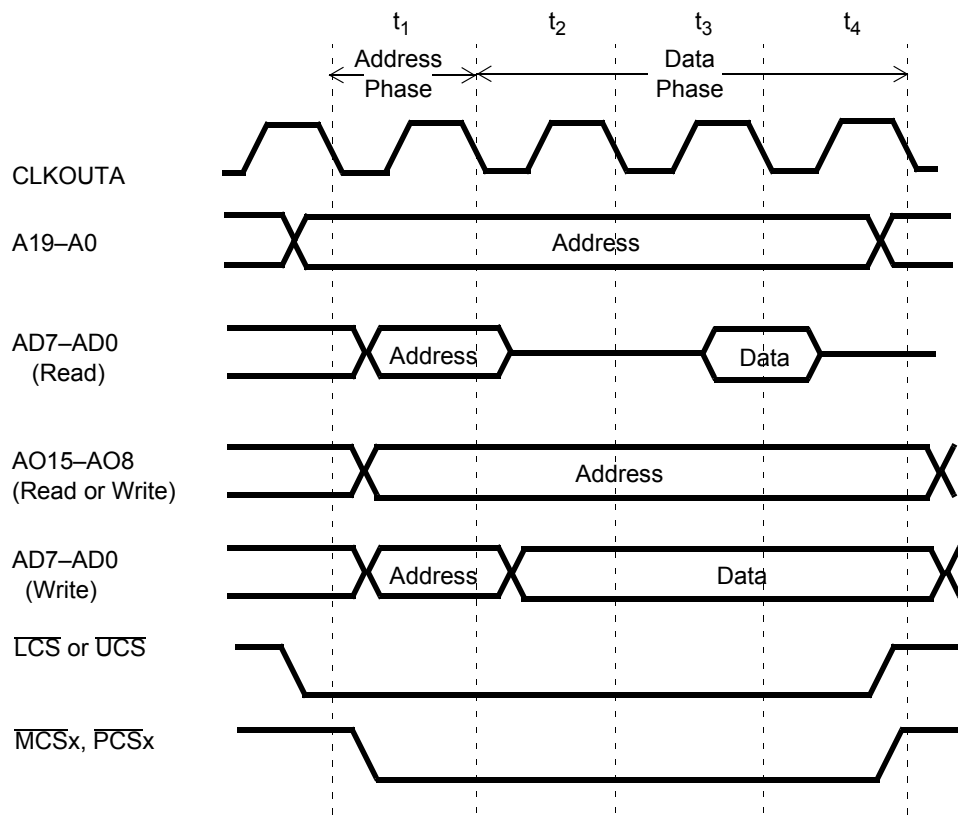 t1 t2 t3 t4
Address Phase
Data Phase
CLKOUTA
A19–A0
Address
AD7–AD0
(Read)
Address
Data
AO15–AO8
(Read or Write)
Address
AD7–AD0
(Write)
Address
Data
LCS or UCS
MCSx, PCSx